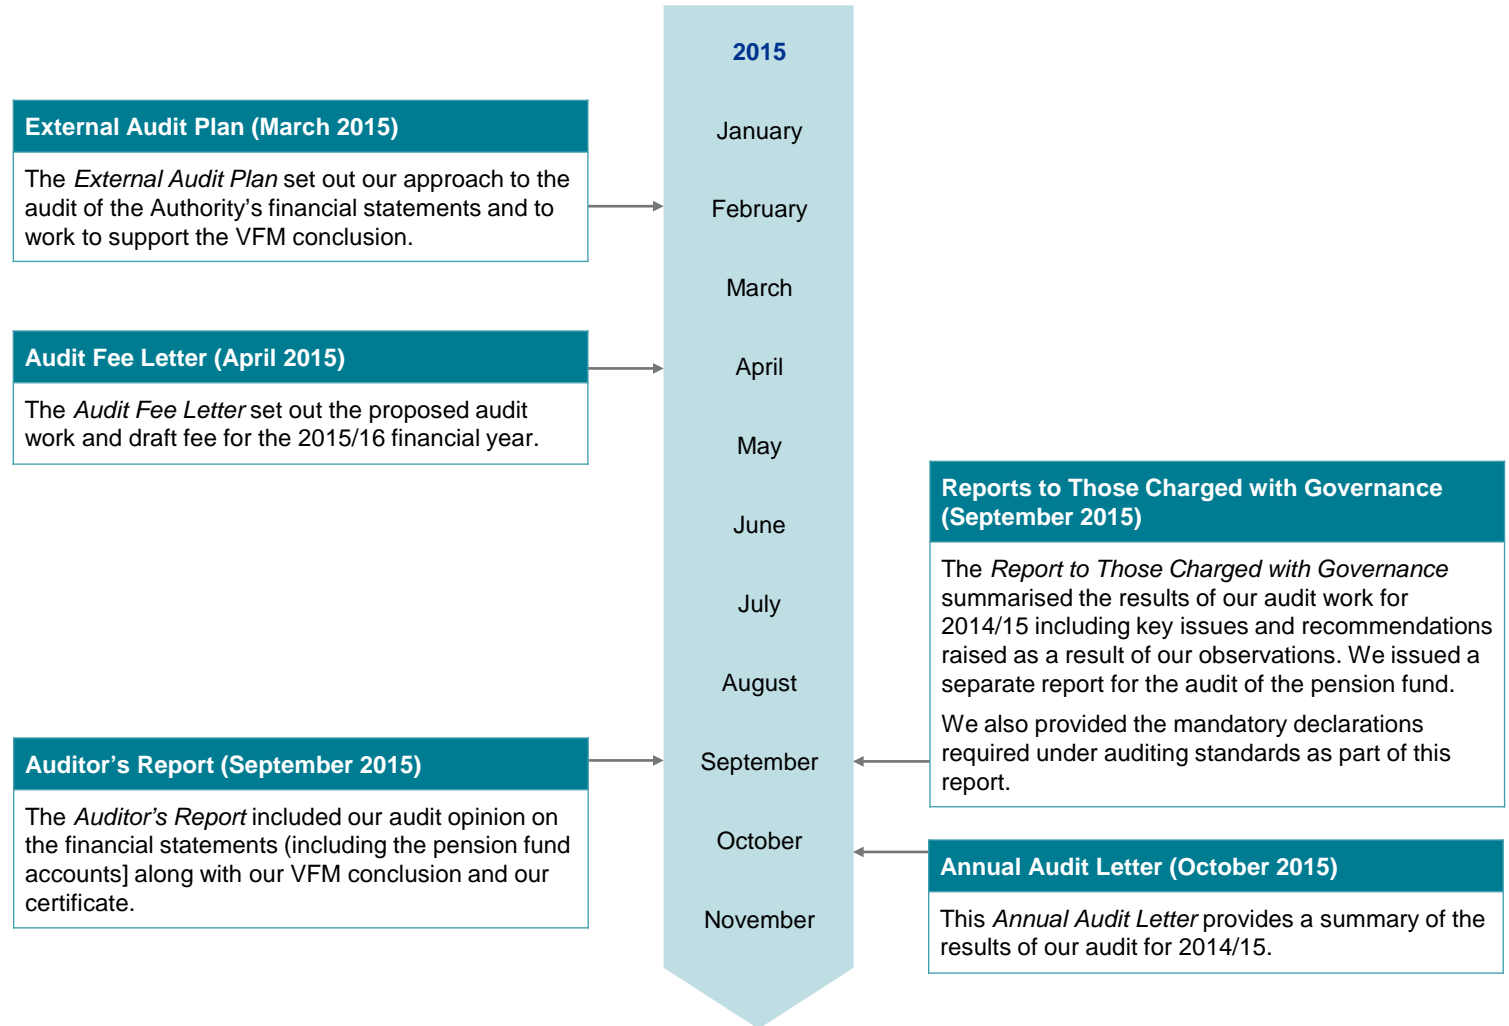 2015
January
February
March
April
May
June
July
August
September
October
November
External Audit Plan (March 2015)
The External Audit Plan set out our approach to the
audit of the Authority’s financial statements and to
work to support the VFM conclusion.
Audit Fee Letter (April 2015)
The Audit Fee Letter set out the proposed audit
work and draft fee for the 2015/16 financial year.
Auditor’s Report (September 2015)
The Auditor’s Report included our audit opinion on
the financial statements (including the pension fund
accounts] along with our VFM conclusion and our
certificate.
Reports to Those Charged with Governance
(September 2015)
The Report to Those Charged with Governance
summarised the results of our audit work for
2014/15 including key issues and recommendations
raised as a result of our observations. We issued a
separate report for the audit of the pension fund.
We also provided the mandatory declarations
required under auditing standards as part of this
report.
Annual Audit Letter (October 2015)
This Annual Audit Letter provides a summary of the
results of our audit for 2014/15.